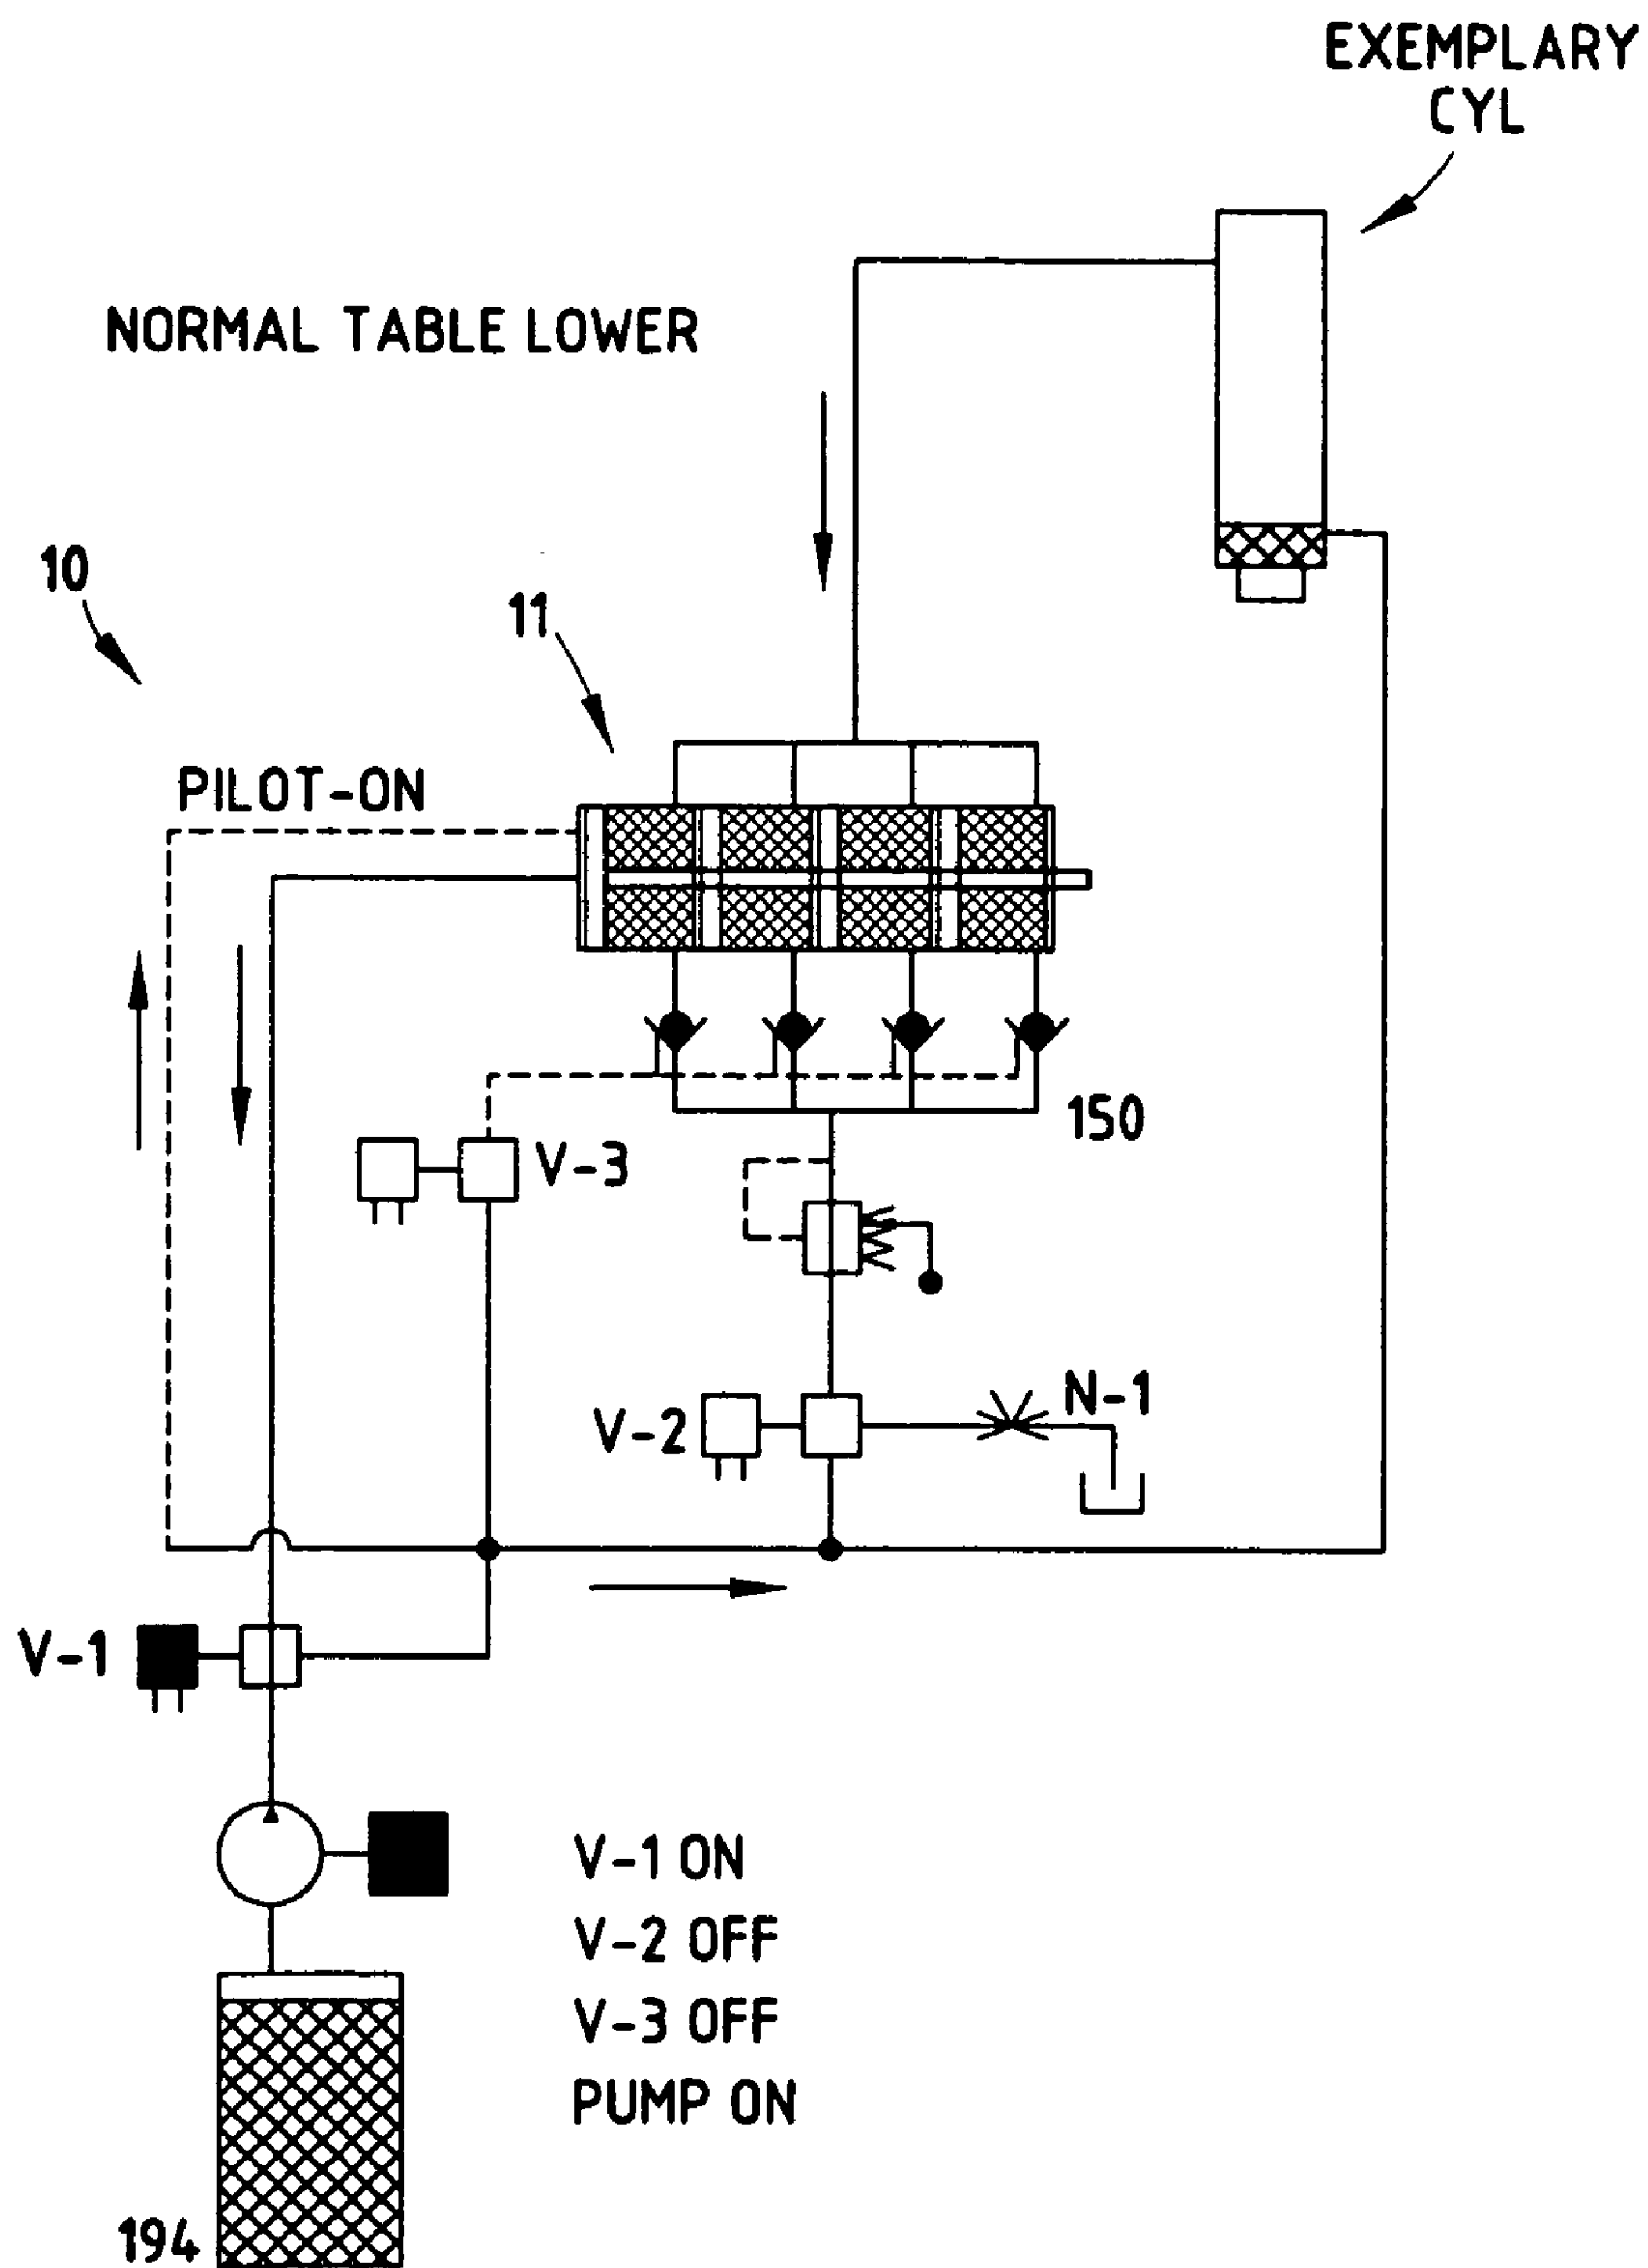 EXEMPLARY
CYL
NORMAL TABLE LOWER
10
11
PILOT-ON
150
V-3
V-2
N-1
V-1
V-1 ON
V-2 OFF
V-3 OFF
PUMP ON
194